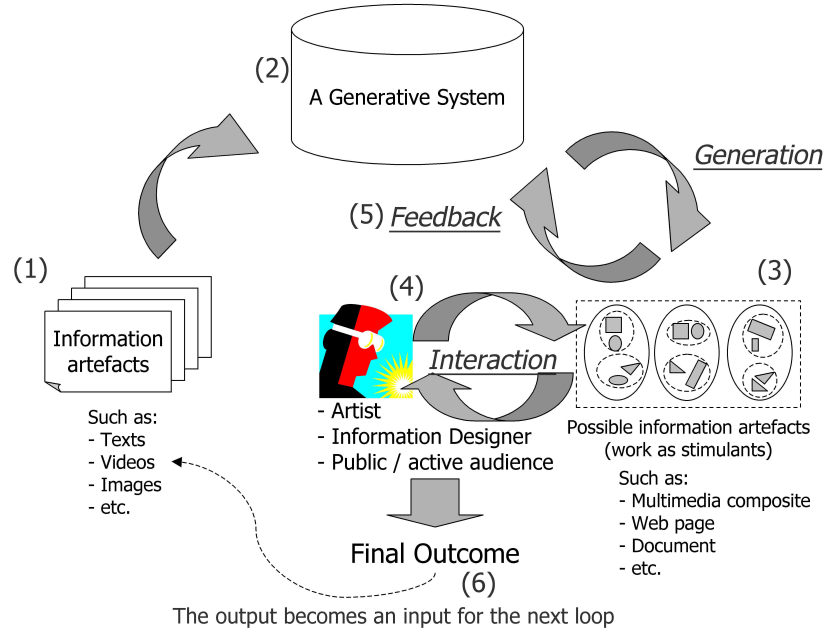 (2)
A Generative System
Generation
(5) Feedback
(1)
Information
artefacts
Such as:
- Texts
- Videos
- Images
- etc.
(4)
Interaction
- Artist
- Information Designer
- Public / active audience
(3)
Possible information artefacts
(work as stimulants)
Such as:
- Multimedia composite
- Web page
- Document
- etc.
Final Outcome
(6)
The output becomes an input for the next loop